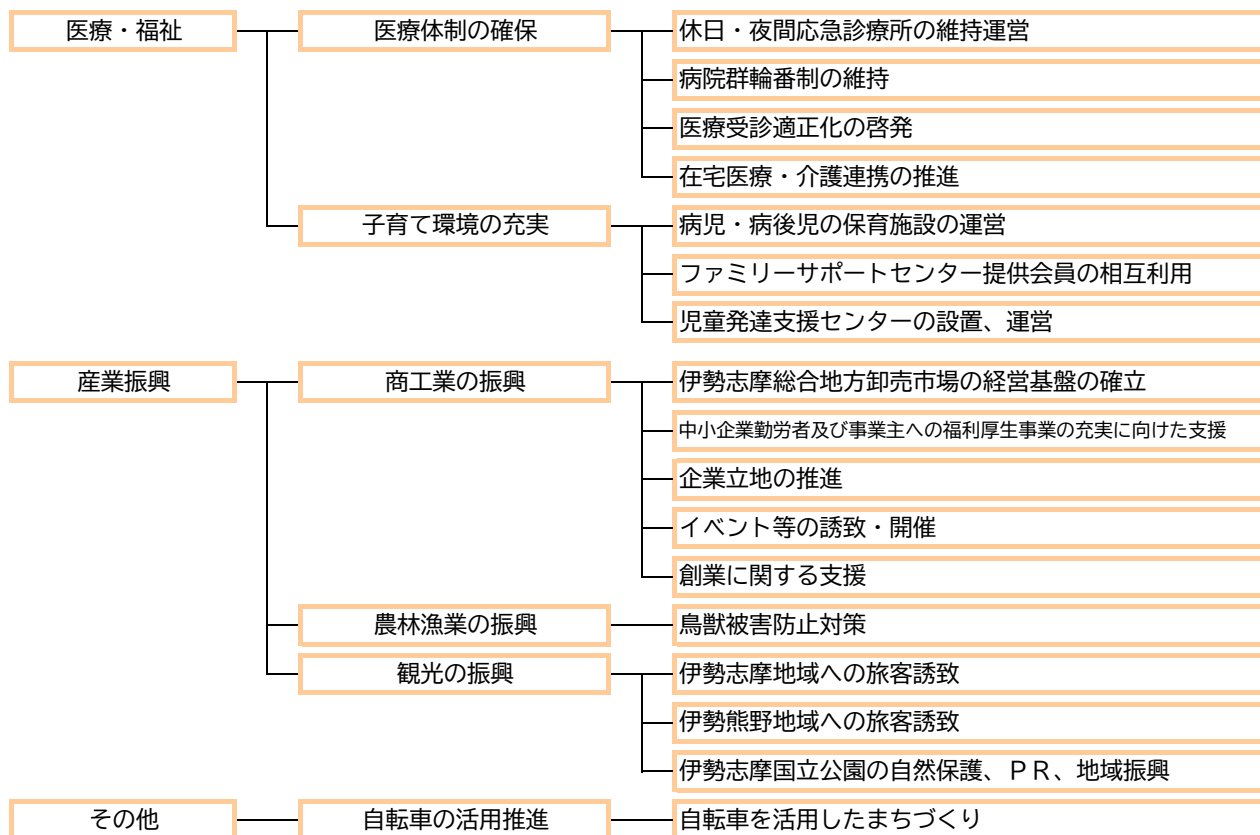 医療・福祉
医療体制の確保
休日・夜間応急診療所の維持運営
病院群輪番制の維持
医療受診適正化の啓発
在宅医療・介護連携の推進
子育て環境の充実
病児・病後児の保育施設の運営
ファミリーサポートセンター提供会員の相互利用
児童発達支援センターの設置、運営
産業振興
商工業の振興
伊勢志摩総合地方卸売市場の経営基盤の確立
中小企業勤労者及び事業主への福利厚生事業の充実に向けた支援
企業立地の推進
イベント等の誘致・開催
創業に関する支援
農林漁業の振興
鳥獣被害防止対策
観光の振興
伊勢志摩地域への旅客誘致
伊勢熊野地域への旅客誘致
伊勢志摩国立公園の自然保護、ＰＲ、地域振興
その他
自転車の活用推進
自転車を活用したまちづくり